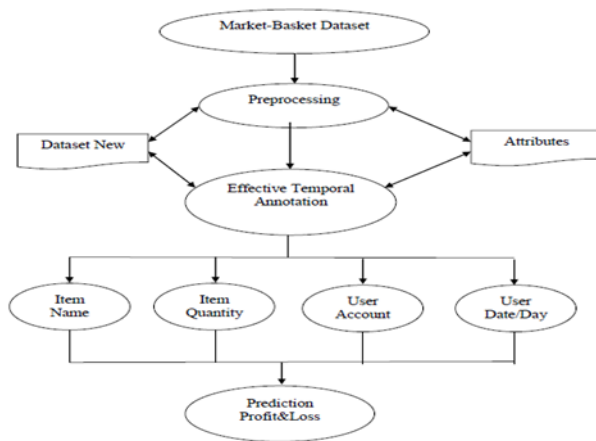 Market-Basket Dataset
Preprocessing
Dataset New
Attributes
Effective Temporal
Annotation
Item
Name
Item
Quantity
User
Account
User
Date/Day
Prediction
Profit&Loss